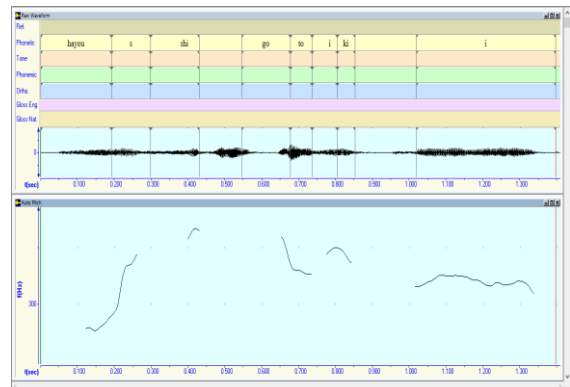 Raw Waveform
Ref.
Phonetic hayou s shi go to i ki i
Tone
Phonemic
Ortho.
Gloss Eng.
Gloss Nat.
0
t(sec) 0.100 0.200 0.300 0.400 0.500 0.600 0.700 0.800 0.900 1.000 1.100 1.200 1.300
Auto Pitch
f(Hz)
300
t(sec) 0.100 0.200 0.300 0.400 0.500 0.600 0.700 0.800 0.900 1.000 1.100 1.200 1.300